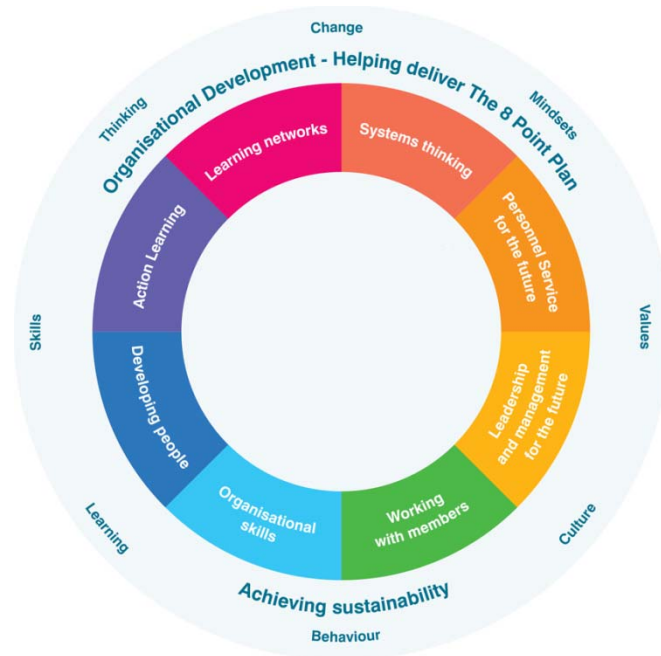 Change
Organisational Development - Helping deliver The 8 Point Plan
Thinking
Mindsets
Learning networks
Systems thinking
Action Learning
Personnel Service
for the future
Skills
Values
Developing people
Leadership
and management
for the future
Organisational
skills
Working
with members
Learning
Culture
Achieving sustainability
Behaviour